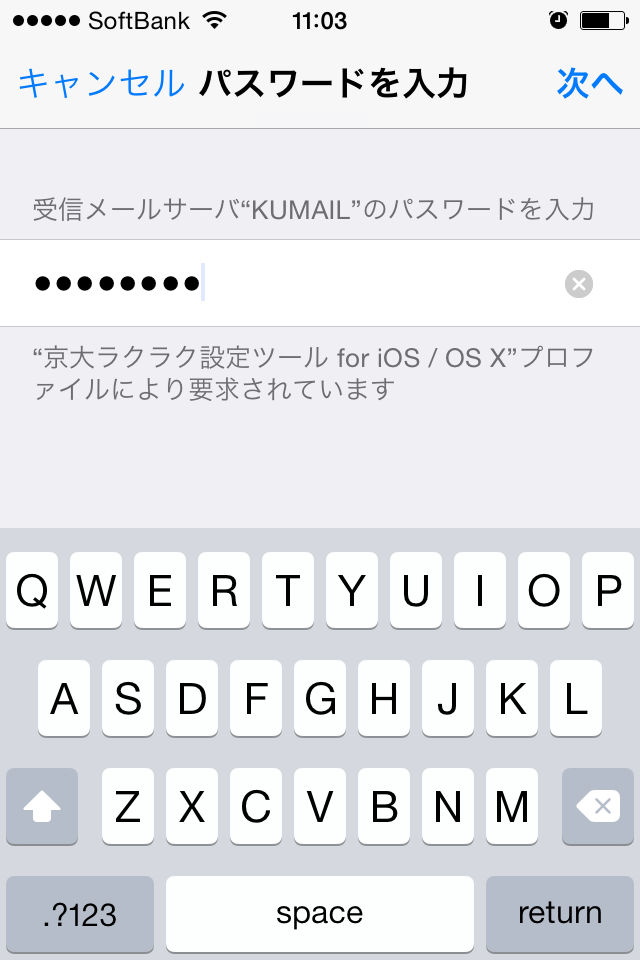 SoftBank 11:03
キャンセル パスワードを入力 次へ
受信メールサーバ“KUMAIL”のパスワードを入力
●●●●●●●●
“京大ラクラク設定ツール for iOS / OS X”プロフ
ァイルにより要求されています
Q W E R T Y U I O P
A S D F G H J K L
Z X C V B N M
.?123 space return